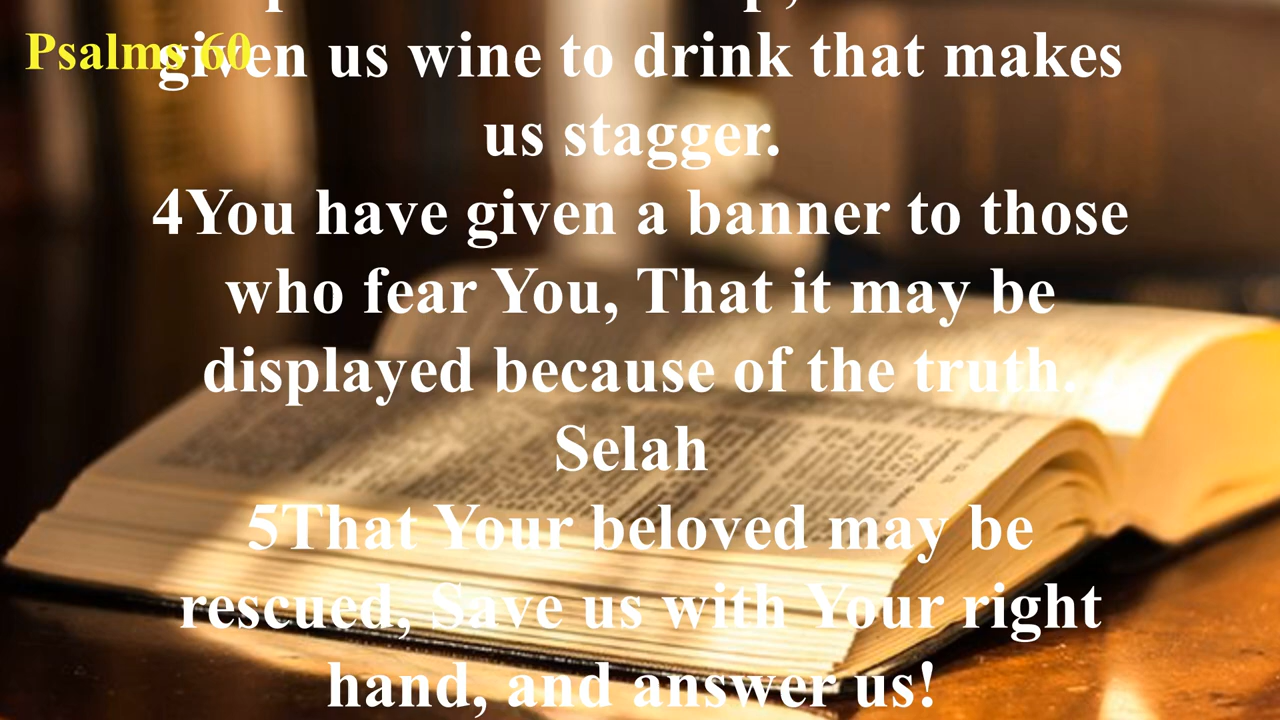 Psalms 60
given us wine to drink that makes
us stagger.
4You have given a banner to those
who fear You, That it may be
displayed because of the truth.
Selah
5That Your beloved may be
rescued, Save us with Your right
hand, and answer us!